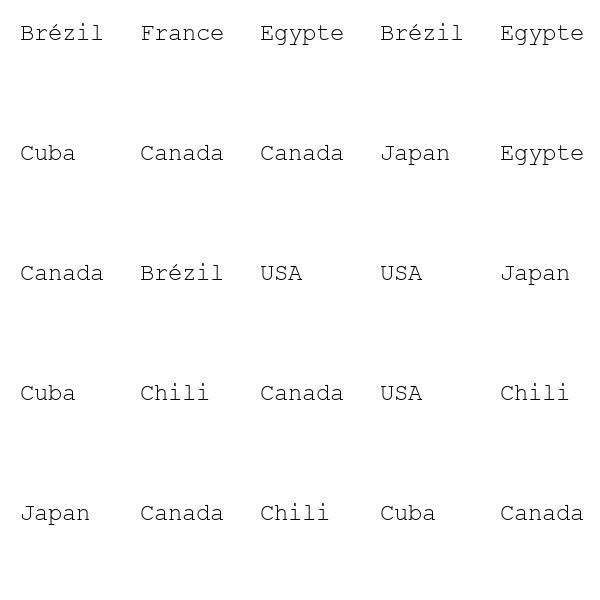 Brézil France Egypte Brézil Egypte
Cuba Canada Canada Japan Egypte
Canada Brézil USA USA Japan
Cuba Chili Canada USA Chili
Japan Canada Chili Cuba Canada